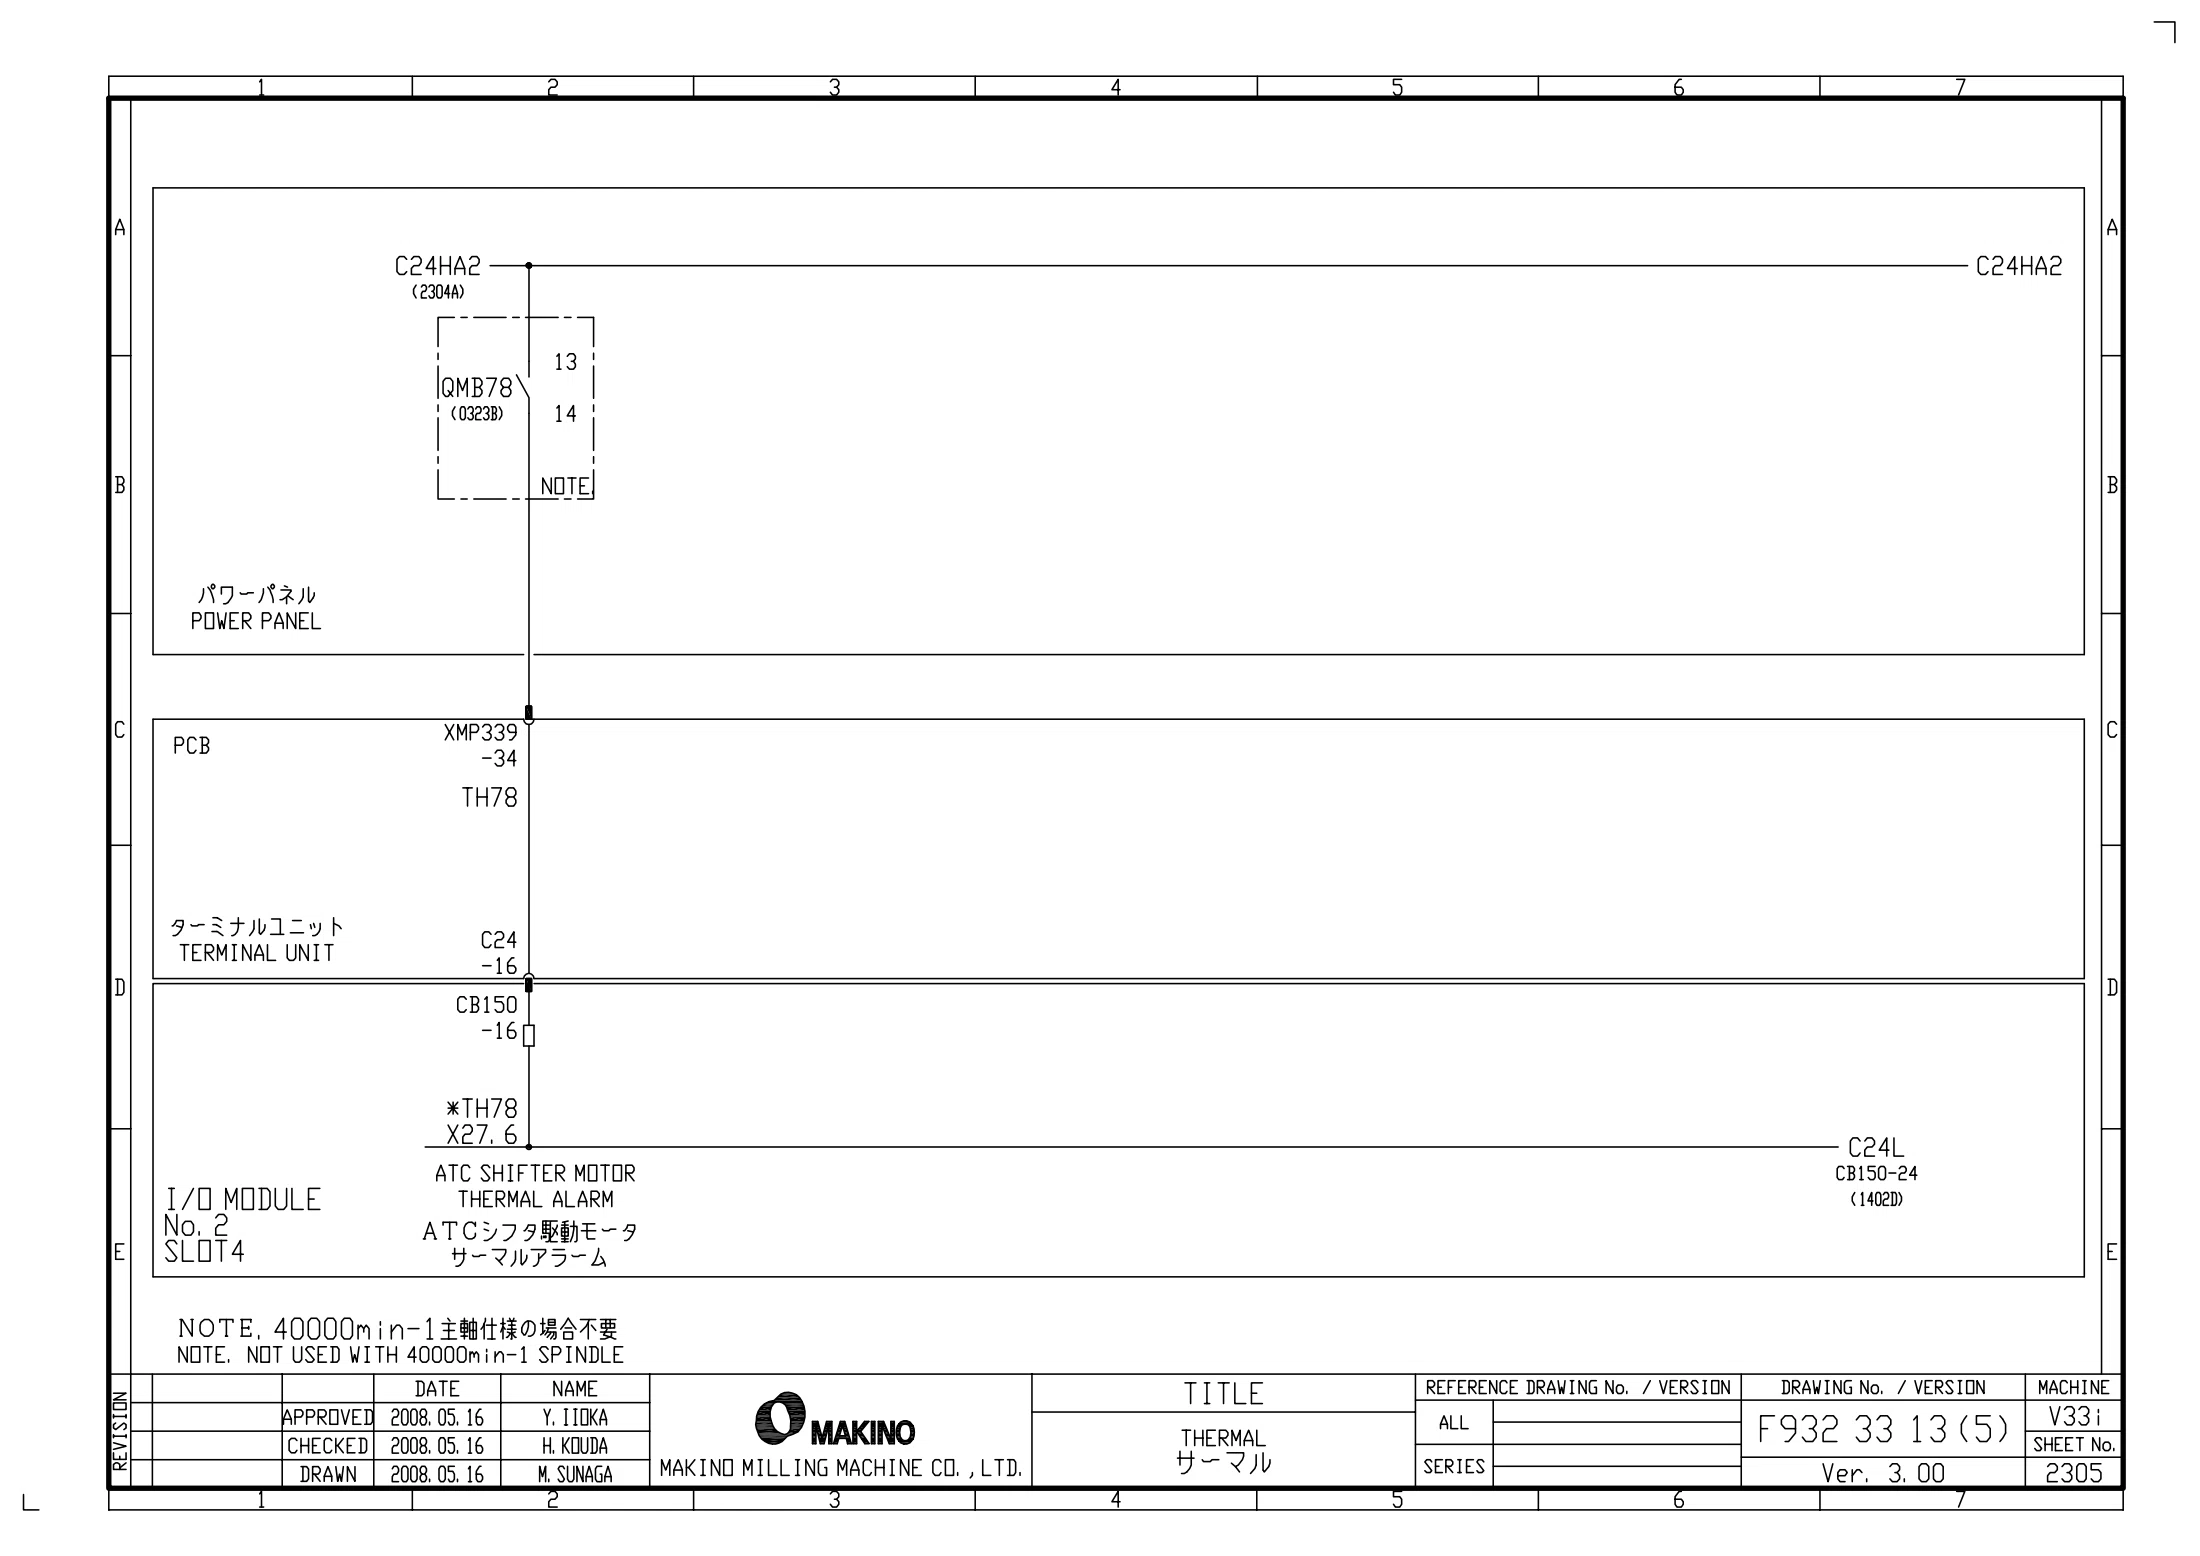 1 2 3 4 5 6 7
A A
C24HA2 C24HA2
(2304A)
13
QMB78
(0323B) 14
B NOTE. B
パワーパネル
POWER PANEL
C C
XMP339
PCB
-34
TH78
ターミナルユニット
TERMINAL UNIT
C24
-16
D D
CB150
-16
*TH78
X27. 6
C24L
ATC SHIFTER MOTOR CB150-24
THERMAL ALARM (1402D)
I/O MODULE
No. 2
SLOT4
ATCシフタ駆動モータ
サーマルアラーム
E E
NOTE. 40000min-1主軸仕様の場合不要
NOTE. NOT USED WITH 40000min-1 SPINDLE
REVISION
DATE NAME
APPROVED 2008. 05. 16 Y. IIOKA
CHECKED 2008. 05. 16 H. KOUDA
DRAWN 2008. 05. 16 M. SUNAGA
MAKINO
MAKINO MILLING MACHINE CO. , LTD.
TITLE
THERMAL
サーマル
REFERENCE DRAWING No. / VERSION
ALL
SERIES
DRAWING No. / VERSION
F932 33 13(5)
Ver. 3. 00
MACHINE
V33i
SHEET No.
2305
1 2 3 4 5 6 7